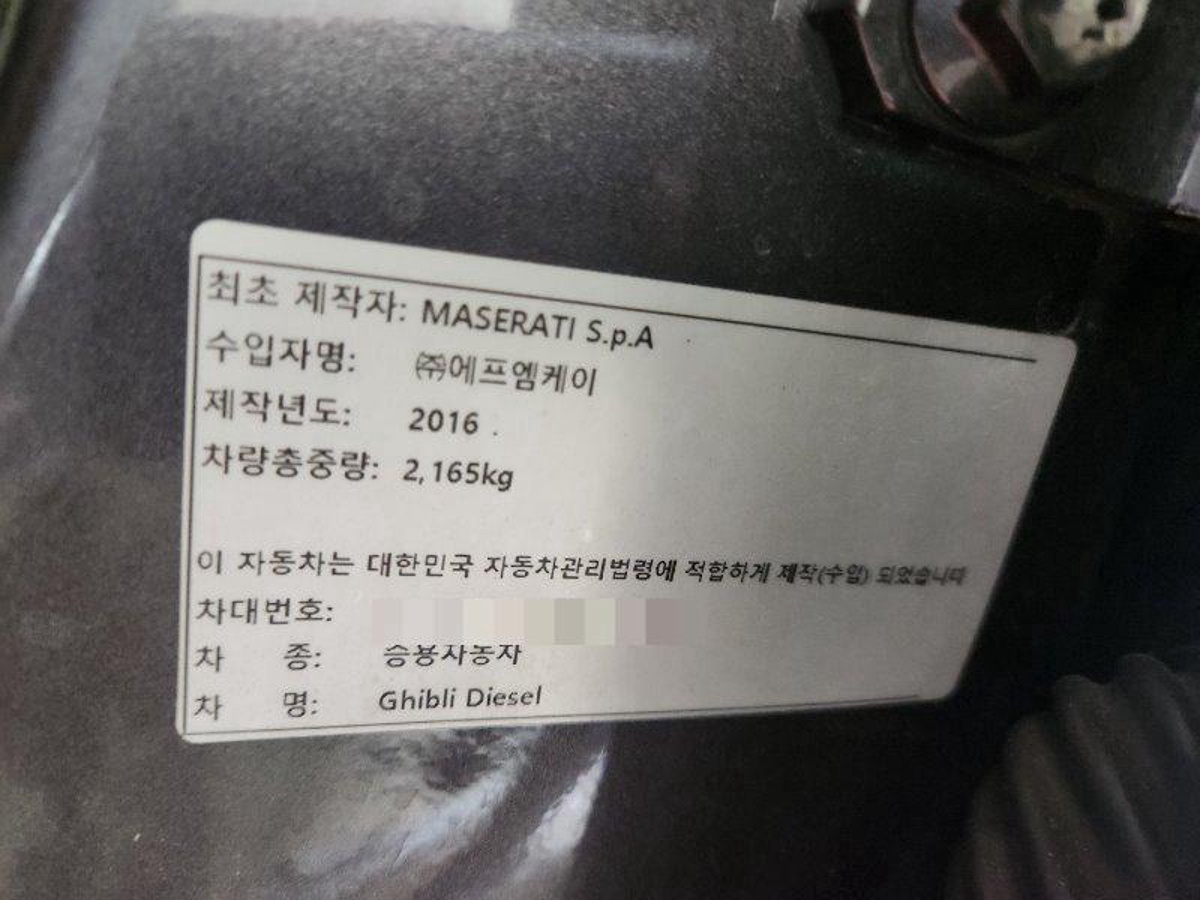 최초 제작자: MASERATI S.p.A
수입자명: ㈜에프엠케이
제작년도: 2016 .
차량총중량: 2,165kg
이 자동차는 대한민국 자동차관리법령에 적합하게 제작(수입) 되었습니다
차대번호:
차 종: 승용자동차
차 명: Ghibli Diesel